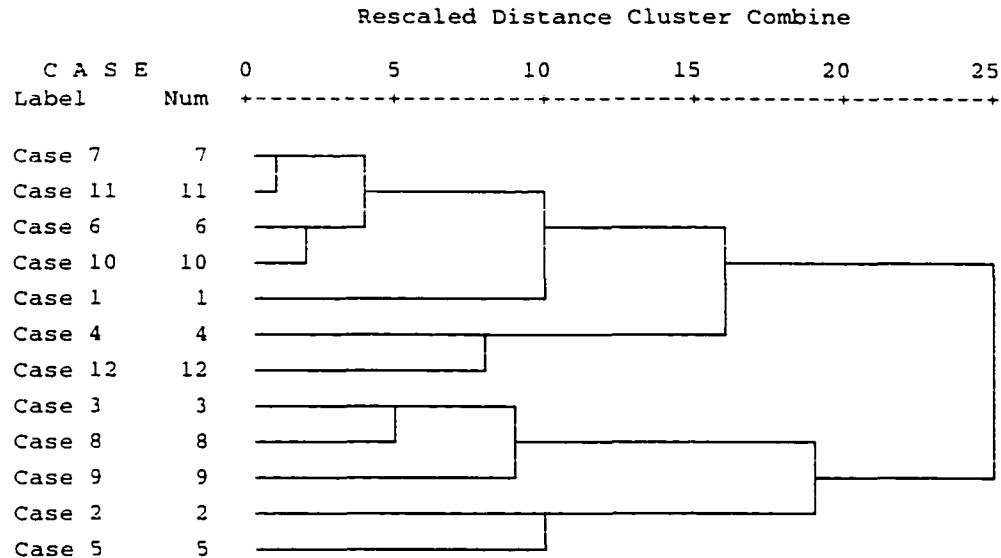 Rescaled Distance Cluster Combine
C A S E 0 5 10 15 20 25
Label Num +---------+---------+---------+---------+---------+
Case 7 7
Case 11 11
Case 6 6
Case 10 10
Case 1 1
Case 4 4
Case 12 12
Case 3 3
Case 8 8
Case 9 9
Case 2 2
Case 5 5